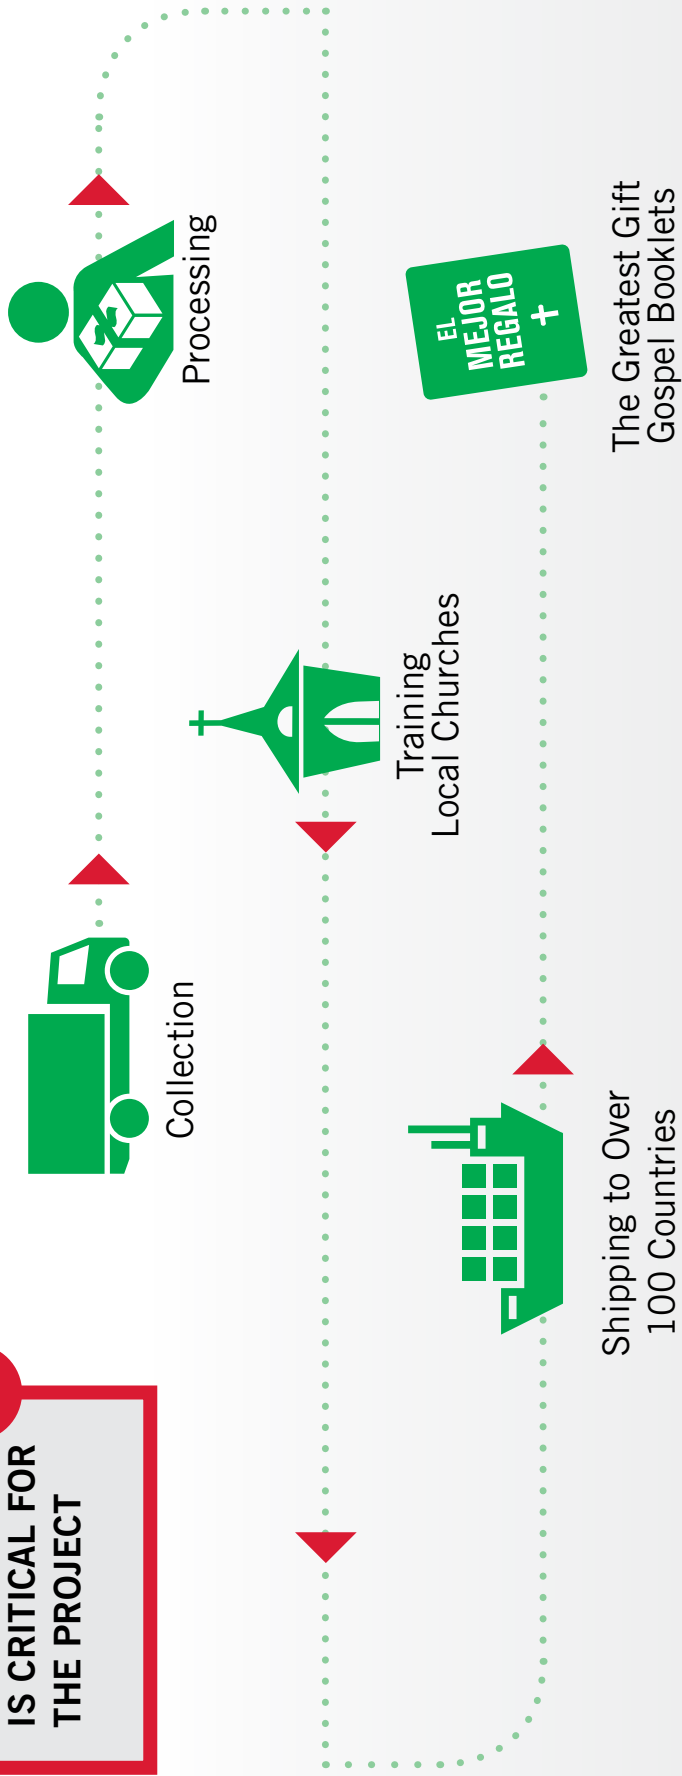 IS CRITICAL FOR
THE PROJECT
Collection
Processing
Training
Local Churches
Shipping to Over
100 Countries
EL
MEJOR
REGALO
The Greatest Gift
Gospel Booklets